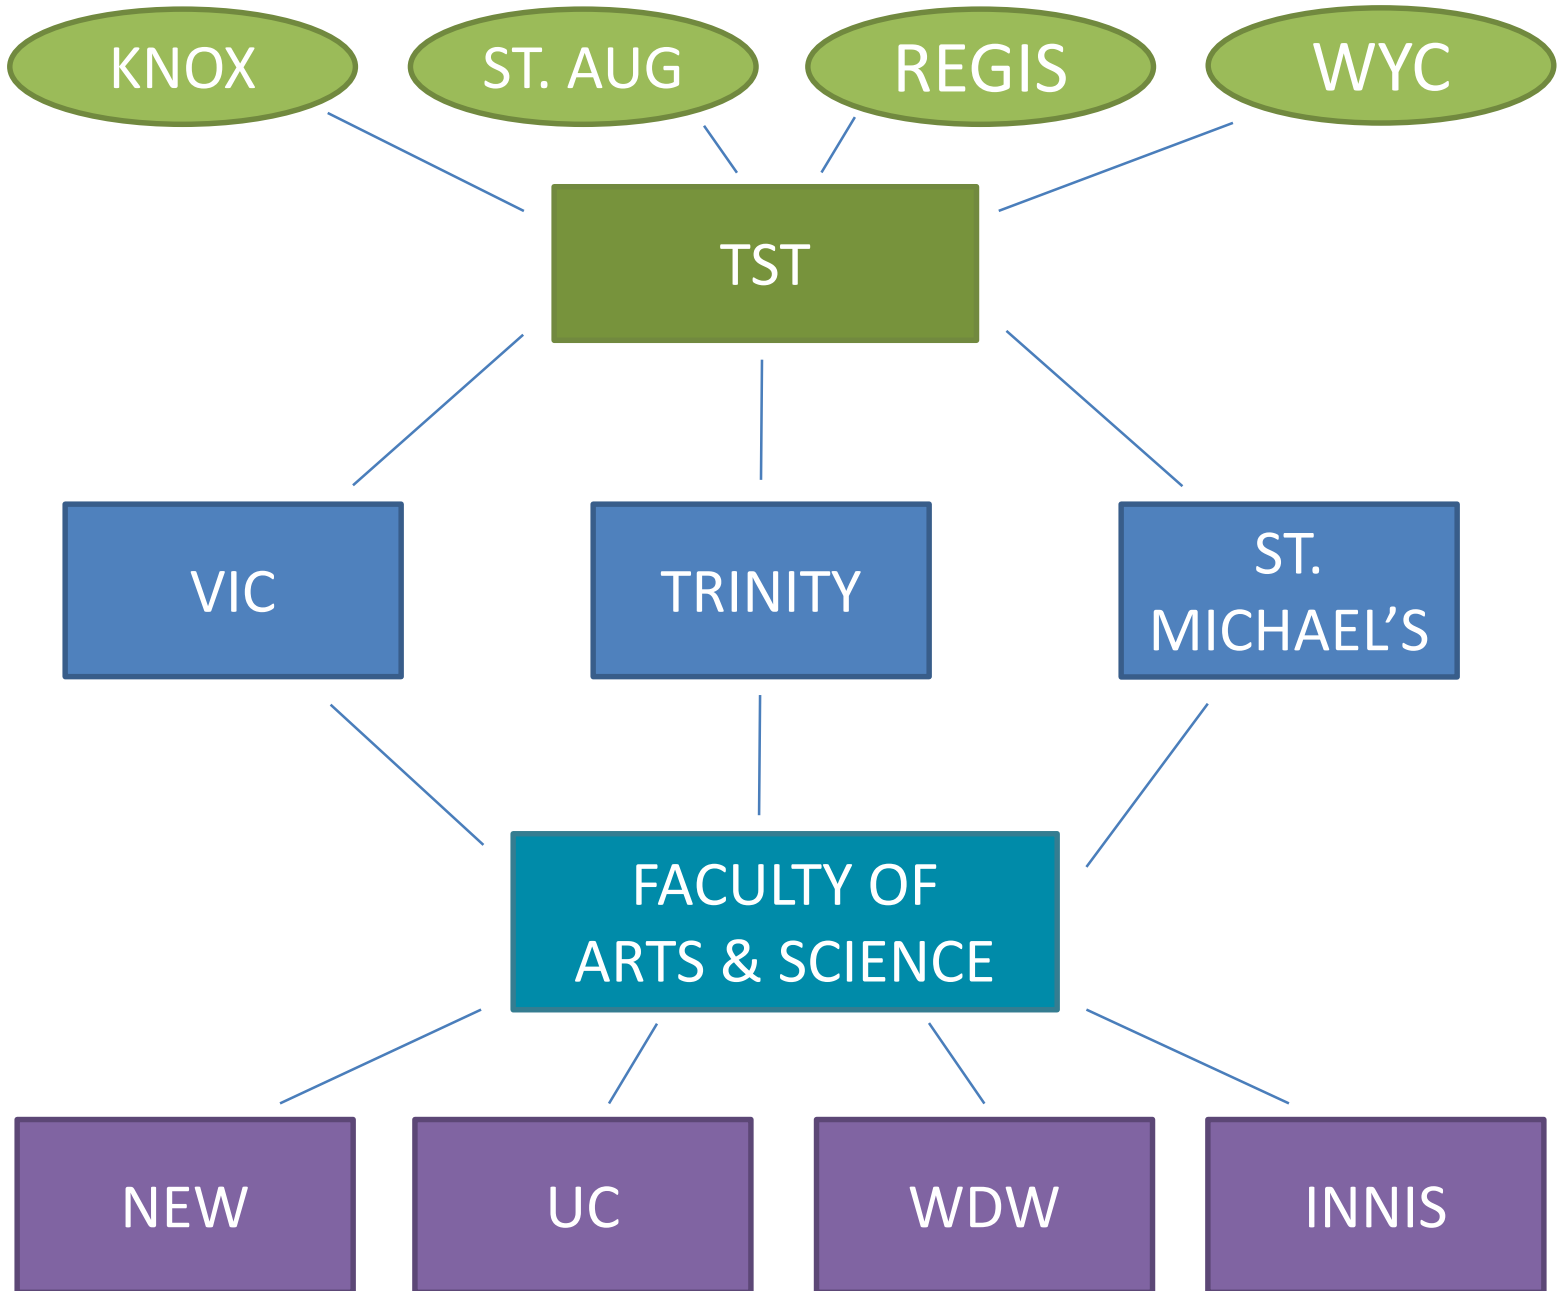 KNOX
ST. AUG
REGIS
WYC
TST
VIC
TRINITY
ST.
MICHAEL’S
FACULTY OF
ARTS & SCIENCE
NEW
UC
WDW
INNIS